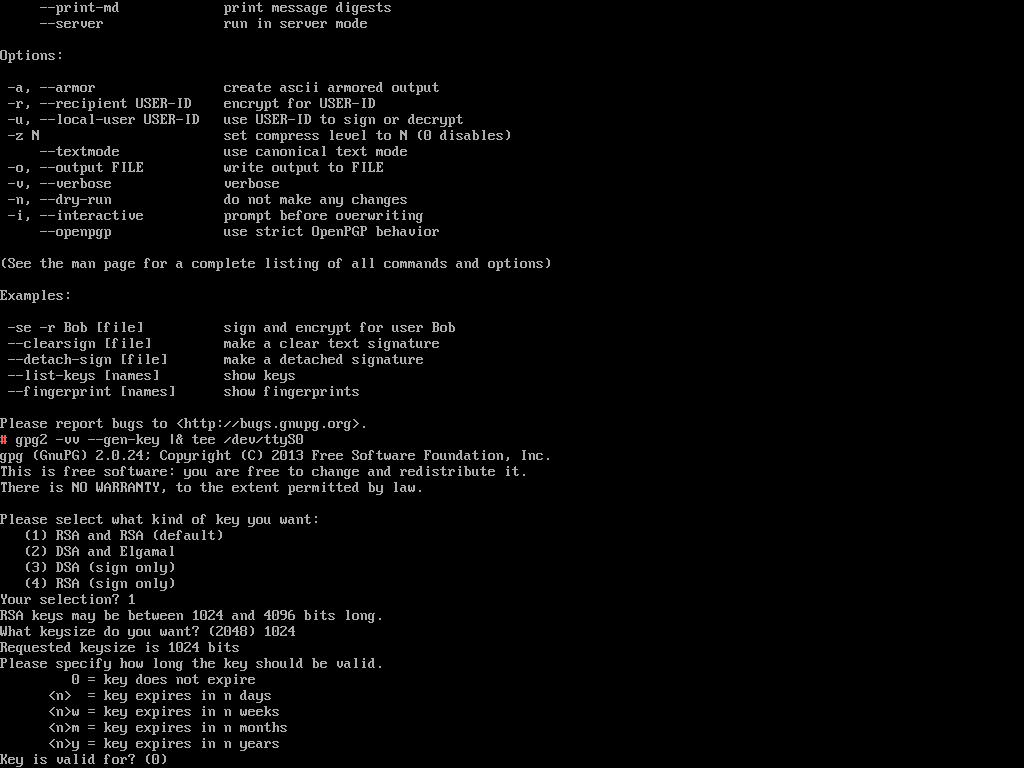 --print-md             print message digests
     --server               run in server mode

Options:

 -a, --armor                create ascii armored output
 -r, --recipient USER-ID    encrypt for USER-ID
 -u, --local-user USER-ID   use USER-ID to sign or decrypt
 -z N                       set compress level to N (0 disables)
     --textmode             use canonical text mode
 -o, --output FILE          write output to FILE
 -v, --verbose              verbose
 -n, --dry-run              do not make any changes
 -i, --interactive          prompt before overwriting
     --openpgp              use strict OpenPGP behavior

(See the man page for a complete listing of all commands and options)

Examples:

 -se -r Bob [file]          sign and encrypt for user Bob
 --clearsign [file]         make a clear text signature
 --detach-sign [file]       make a detached signature
 --list-keys [names]        show keys
 --fingerprint [names]      show fingerprints

Please report bugs to <http://bugs.gnupg.org>.
# gpg2 -vv --gen-key |& tee /dev/ttyS0
gpg (GnuPG) 2.0.24; Copyright (C) 2013 Free Software Foundation, Inc.
This is free software: you are free to change and redistribute it.
There is NO WARRANTY, to the extent permitted by law.

Please select what kind of key you want:
   (1) RSA and RSA (default)
   (2) DSA and Elgamal
   (3) DSA (sign only)
   (4) RSA (sign only)
Your selection? 1
RSA keys may be between 1024 and 4096 bits long.
What keysize do you want? (2048) 1024
Requested keysize is 1024 bits
Please specify how long the key should be valid.
         0 = key does not expire
      <n>  = key expires in n days
      <n>w = key expires in n weeks
      <n>m = key expires in n months
      <n>y = key expires in n years
Key is valid for? (0)